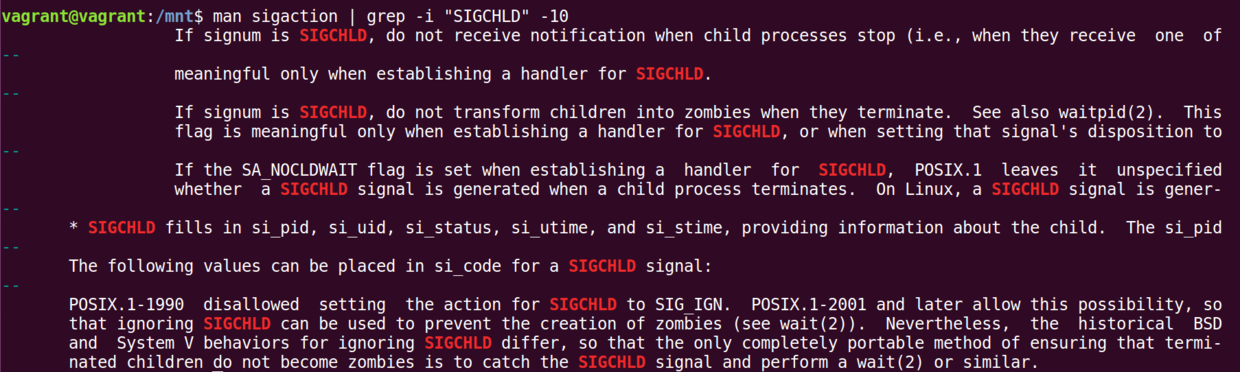 vagrant@vagrant:/mnt$ man sigaction | grep -i "SIGCHLD" -10
If signum is SIGCHLD, do not receive notification when child processes stop (i.e., when they receive one of
--
meaningful only when establishing a handler for SIGCHLD.
--
If signum is SIGCHLD, do not transform children into zombies when they terminate. See also waitpid(2). This
flag is meaningful only when establishing a handler for SIGCHLD, or when setting that signal's disposition to
--
If the SA_NOCLDWAIT flag is set when establishing a handler for SIGCHLD, POSIX.1 leaves it unspecified
whether a SIGCHLD signal is generated when a child process terminates. On Linux, a SIGCHLD signal is gener-
--
* SIGCHLD fills in si_pid, si_uid, si_status, si_utime, and si_stime, providing information about the child. The si_pid
--
The following values can be placed in si_code for a SIGCHLD signal:
--
POSIX.1-1990 disallowed setting the action for SIGCHLD to SIG_IGN. POSIX.1-2001 and later allow this possibility, so
that ignoring SIGCHLD can be used to prevent the creation of zombies (see wait(2)). Nevertheless, the historical BSD
and System V behaviors for ignoring SIGCHLD differ, so that the only completely portable method of ensuring that termi-
nated children do not become zombies is to catch the SIGCHLD signal and perform a wait(2) or similar.